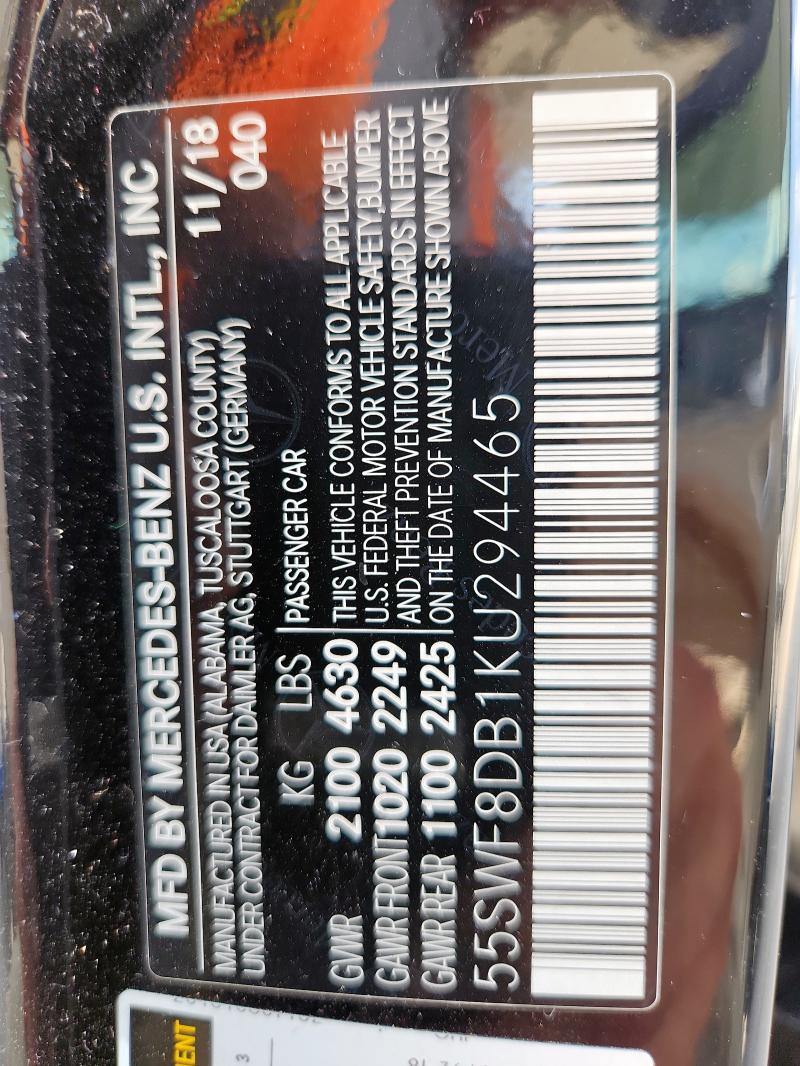 MFD BY MERCEDES-BENZ U.S. INTL., INC
MANUFACTURED IN USA (ALABAMA, TUSCALOOSA COUNTY) 11/18
UNDER CONTRACT FOR DAIMLER AG, STUTTGART (GERMANY) 040
KG LBS PASSENGER CAR
GWR 2100 4630 THIS VEHICLE CONFORMS TO ALL APPLICABLE
GAWR FRONT 1020 2249 U.S. FEDERAL MOTOR VEHICLE SAFETY,BUMPER
GAWR REAR 1100 2425 AND THEFT PREVENTION STANDARDS IN EFFECT
ON THE DATE OF MANUFACTURE SHOWN ABOVE
55SWF8DB1KU294465